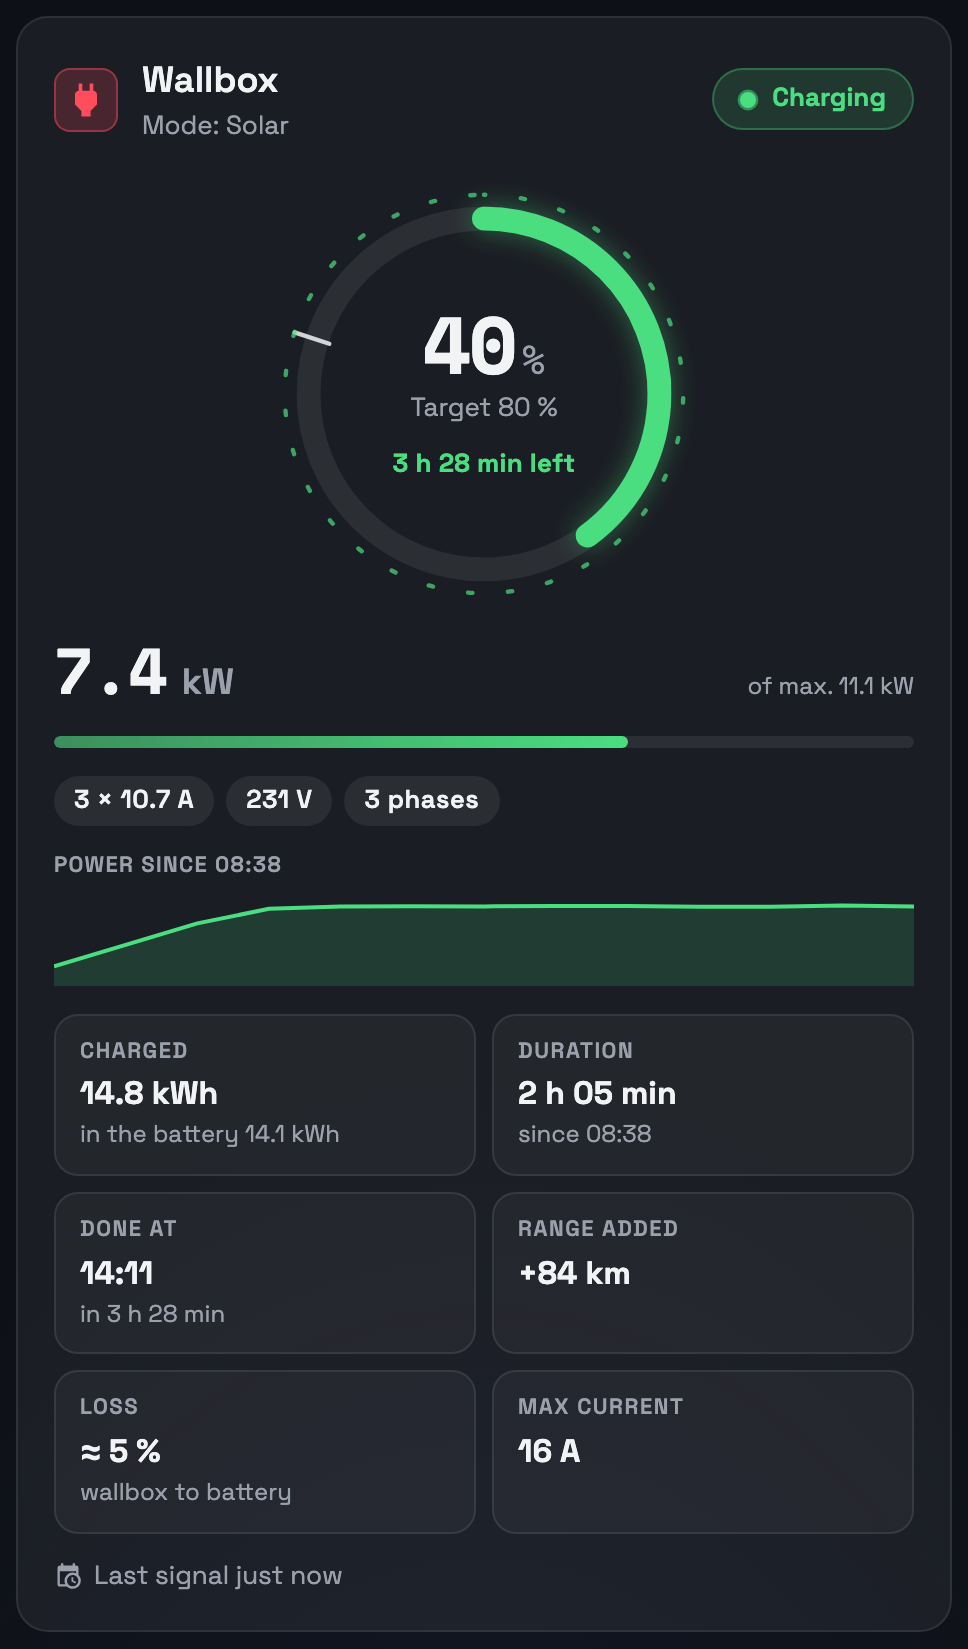 Wallbox
Mode: Solar
Charging
40 %
Target 80 %
3 h 28 min left
7.4 kW
of max. 11.1 kW
3 × 10.7 A
231 V
3 phases
POWER SINCE 08:38
CHARGED
14.8 kWh
in the battery 14.1 kWh
DURATION
2 h 05 min
since 08:38
DONE AT
14:11
in 3 h 28 min
RANGE ADDED
+84 km
LOSS
≈ 5 %
wallbox to battery
MAX CURRENT
16 A
Last signal just now